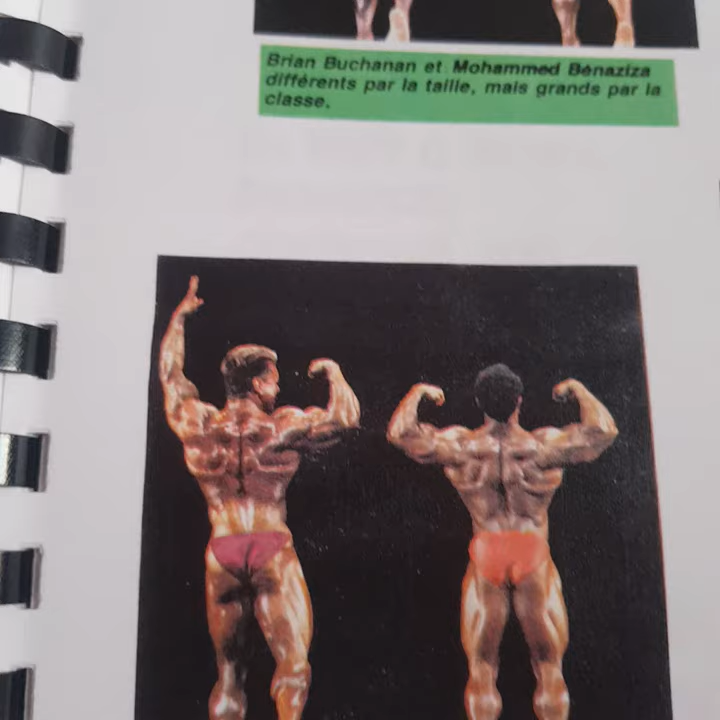 Brian Buchanan et Mohammed Benaziza
différents par la taille, mais grands par la
classe.